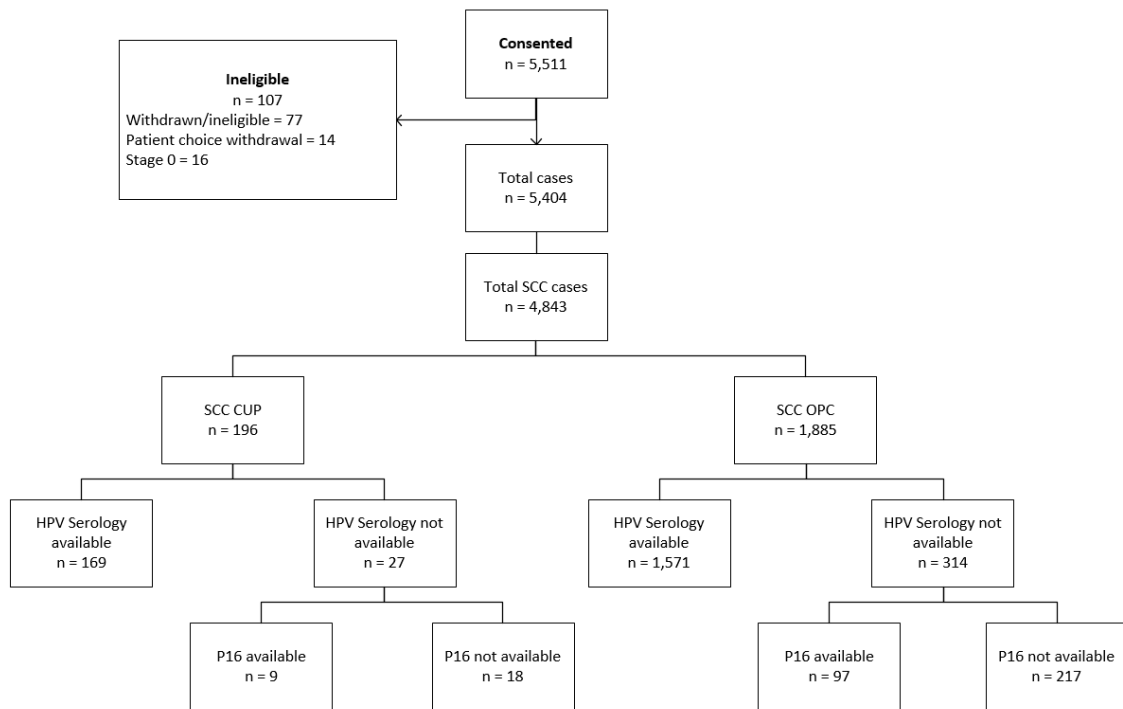 Consented
n = 5,511
Ineligible
n = 107
Withdrawn/ineligible = 77
Patient choice withdrawal = 14
Stage 0 = 16
Total cases
n = 5,404
Total SCC cases
n = 4,843
SCC CUP
n = 196
SCC OPC
n = 1,885
HPV Serology
available
n = 169
HPV Serology not
available
n = 27
HPV Serology
available
n = 1,571
HPV Serology not
available
n = 314
P16 available
n = 9
P16 not available
n = 18
P16 available
n = 97
P16 not available
n = 217